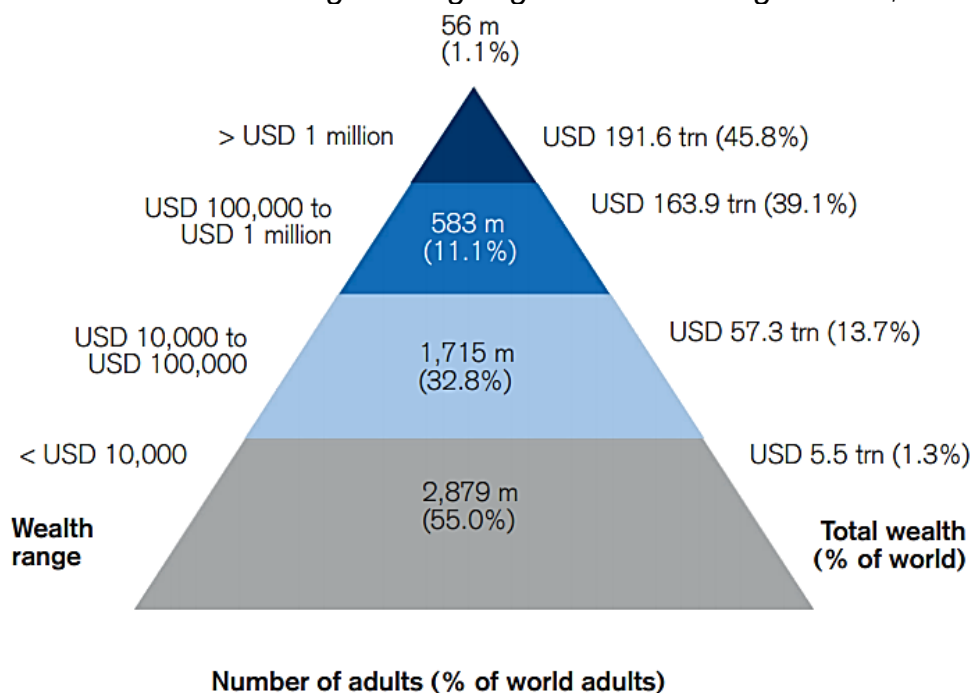 56 m
(1.1%)
> USD 1 million
USD 191.6 trn (45.8%)
USD 100,000 to
USD 1 million
583 m
(11.1%)
USD 163.9 trn (39.1%)
USD 10,000 to
USD 100,000
1,715 m
(32.8%)
USD 57.3 trn (13.7%)
< USD 10,000
2,879 m
(55.0%)
USD 5.5 trn (1.3%)
Wealth
range
Total wealth
(% of world)
Number of adults (% of world adults)